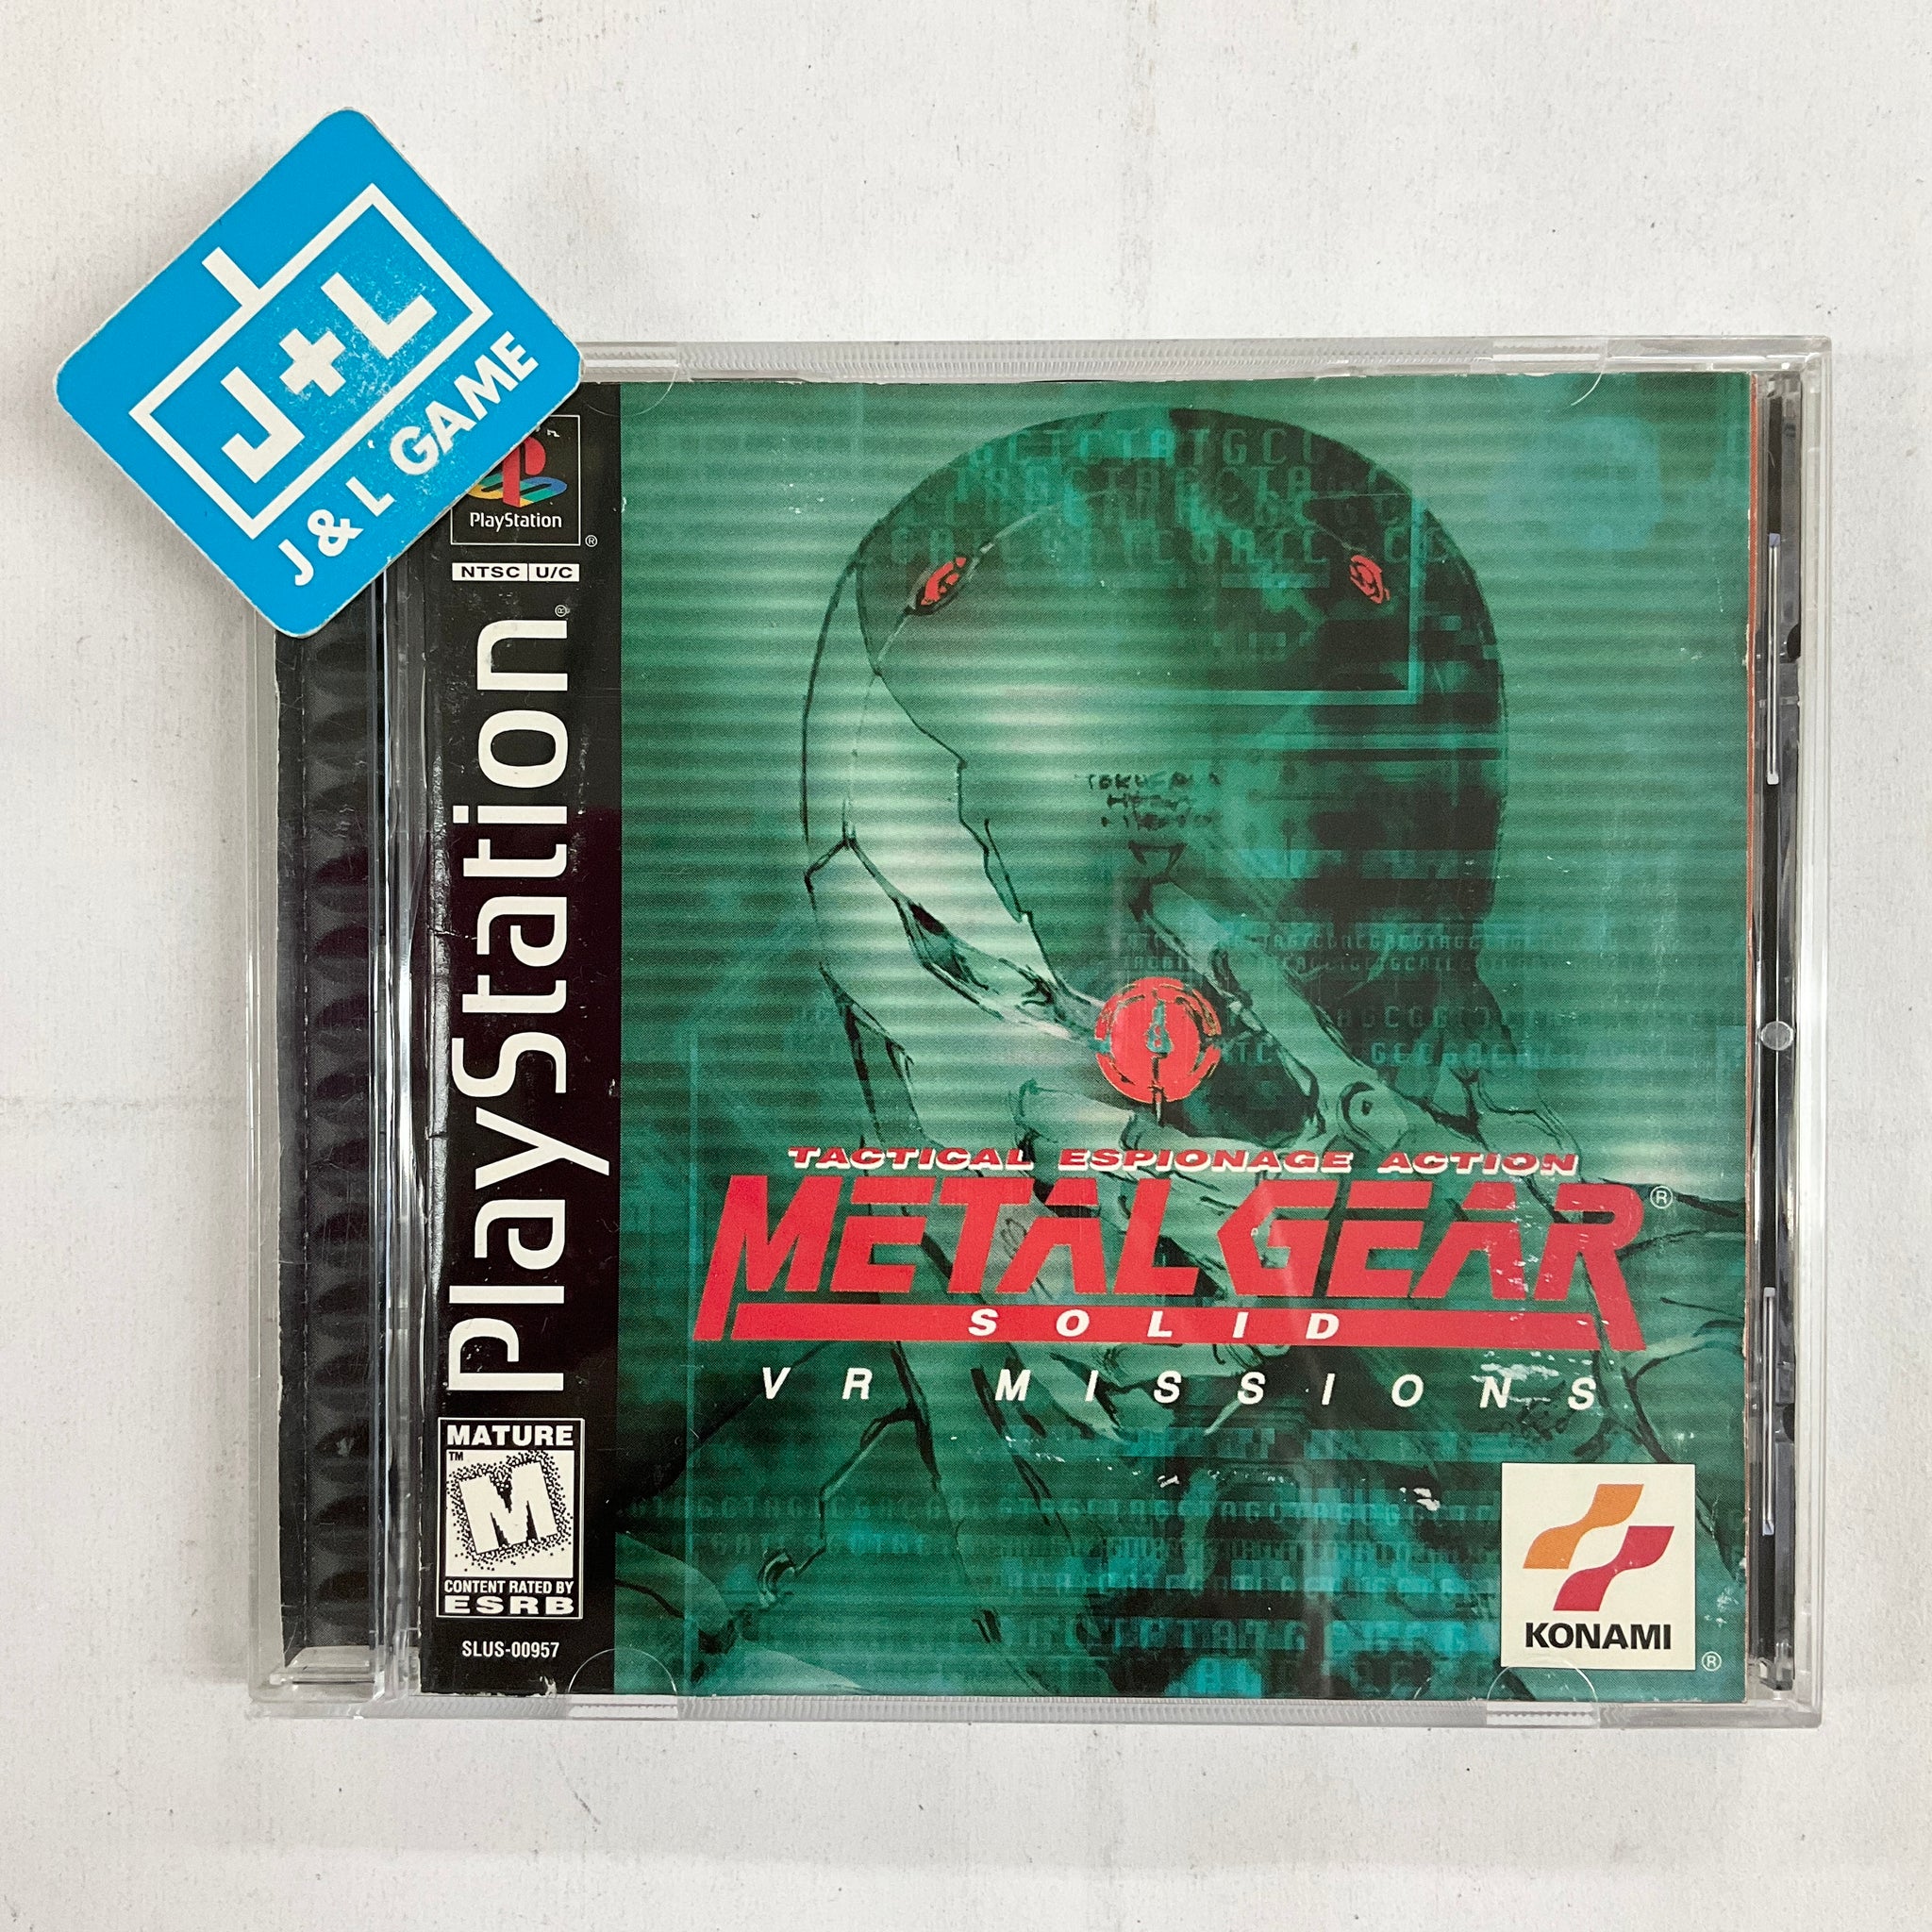 J+L
J & L GAME
PlayStation
®
NTSC U/C
PlayStation®
TACTICAL ESPIONAGE ACTION
METAL GEAR®
SOLID
VR MISSIONS
MATURE
TM
M
CONTENT RATED BY
ESRB
SLUS-00957
KONAMI
®